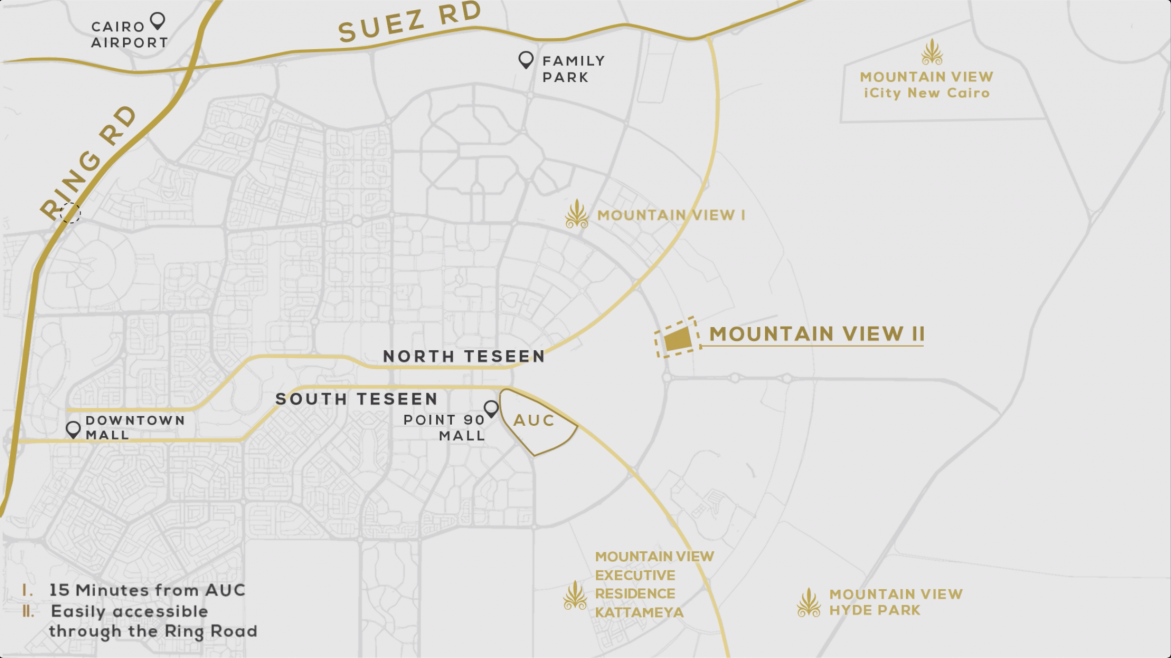 CAIRO
AIRPORT
SUEZ RD
FAMILY
PARK
MOUNTAIN VIEW
iCity New Cairo
RING RD
MOUNTAIN VIEW I
MOUNTAIN VIEW II
NORTH TESEEN
SOUTH TESEEN
DOWNTOWN
MALL
POINT 90
MALL
AUC
MOUNTAIN VIEW
EXECUTIVE
RESIDENCE
KATTAMEYA
MOUNTAIN VIEW
HYDE PARK
I. 15 Minutes from AUC
II. Easily accessible
through the Ring Road